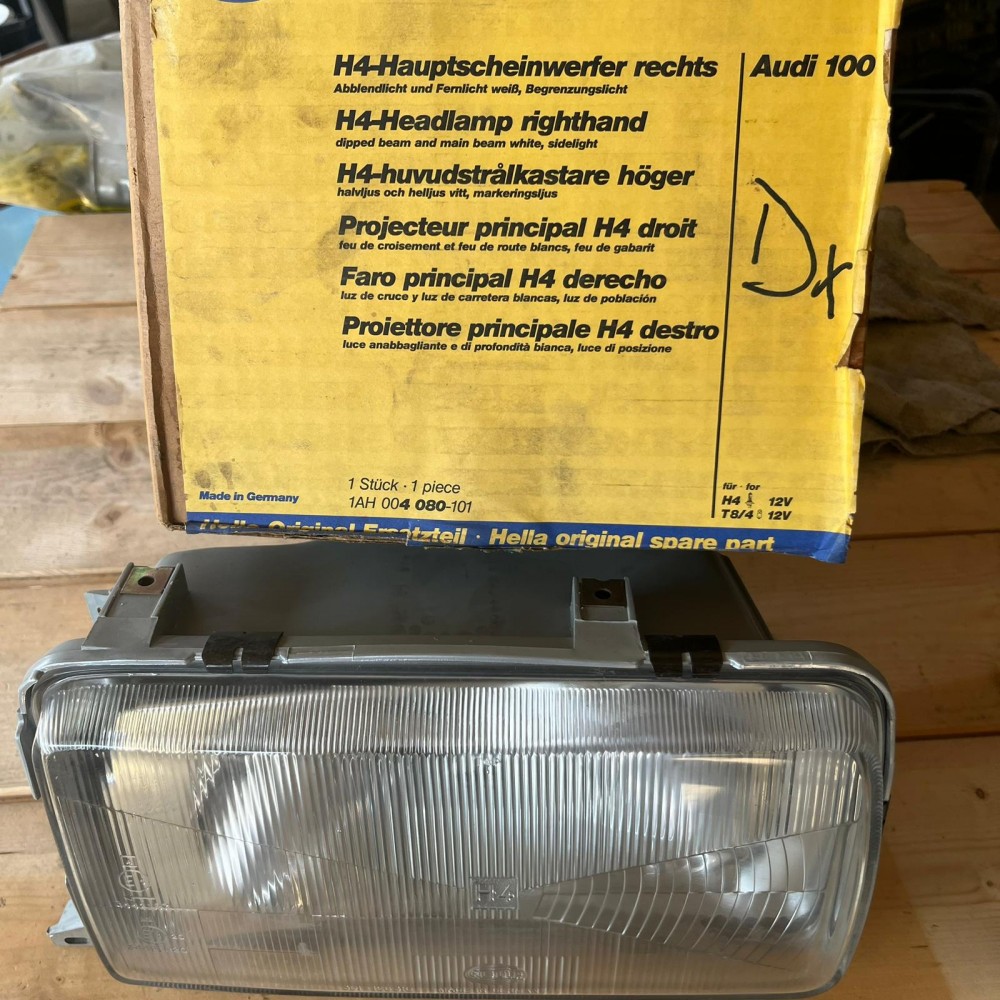 H4-Hauptscheinwerfer rechts
Abblendlicht und Fernlicht weiß, Begrenzungslicht
H4-Headlamp righthand
dipped beam and main beam white, sidelight
H4-huvudstrålkastare höger
halvljus och helljus vitt, markeringsljus
Projecteur principal H4 droit
feu de croisement et feu de route blancs, feu de gabarit
Faro principal H4 derecho
luz de cruce y luz de carretera blancas, luz de población
Proiettore principale H4 destro
luce anabbagliante e di profondità bianca, luce di posizione
Audi 100
Dx
Made in Germany
1 Stück · 1 piece
1AH 004 080-101
für · for
H4 12V
T8/4 12V
Hella Original Ersatzteil · Hella original spare part
H4